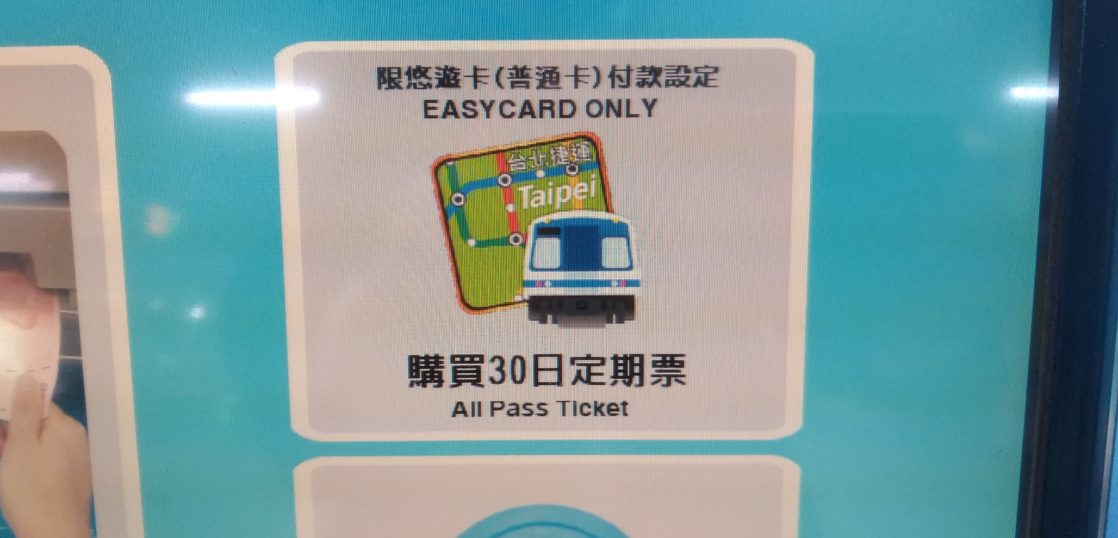 限悠遊卡(普通卡)付款設定
EASYCARD ONLY
台北捷運
Taipei
購買30日定期票
All Pass Ticket